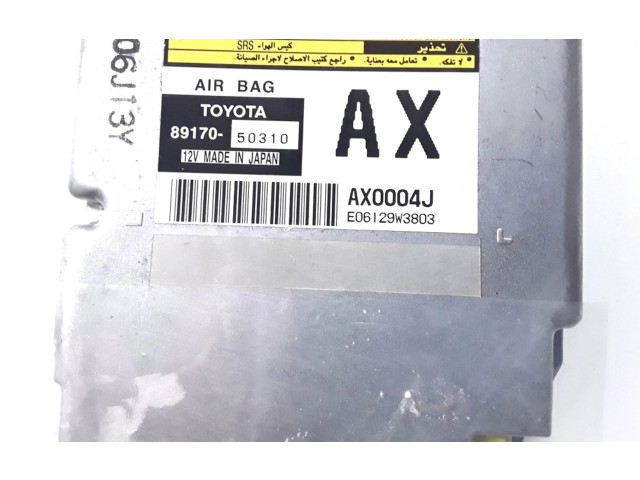 تحذير
كيس الهواء SRS
• لا تفكه. • تعامل معه بعناية. • راجع كتيب الاصلاح لاجراء الصيانة.
AIR BAG
TOYOTA
89170-50310
12V MADE IN JAPAN
AX
AX0004J
E06I29W3803
06J13Y
L